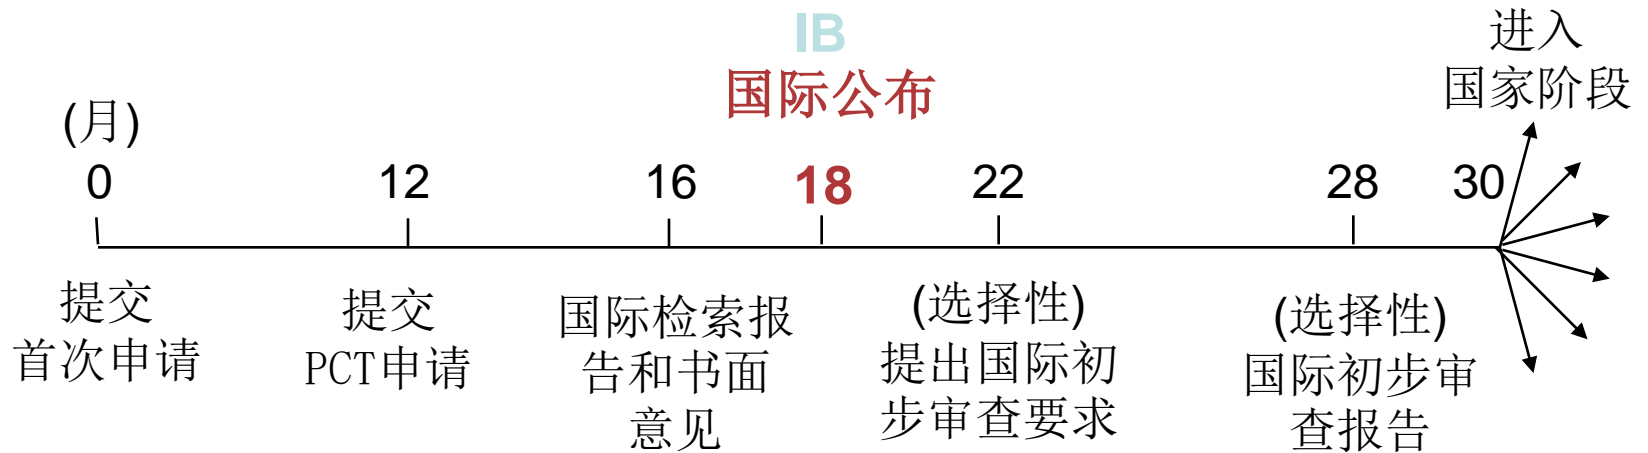 IB
国际公布
进入
国家阶段
(月)
0 12 16 18 22 28 30
提交
首次申请
提交
PCT申请
国际检索报
告和书面
意见
(选择性)
提出国际初
步审查要求
(选择性)
国际初步审
查报告